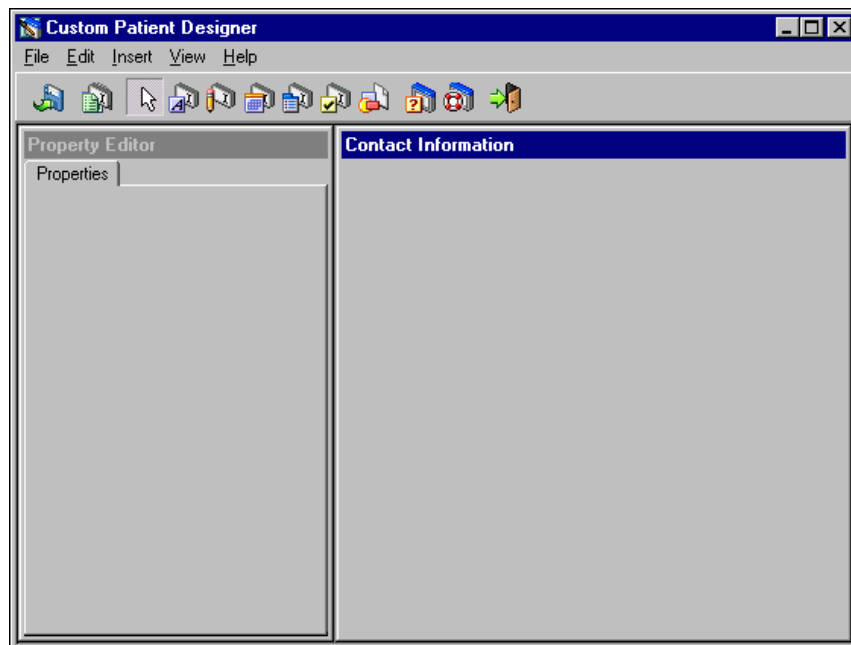 Custom Patient Designer
File Edit Insert View Help
Property Editor
Contact Information
Properties